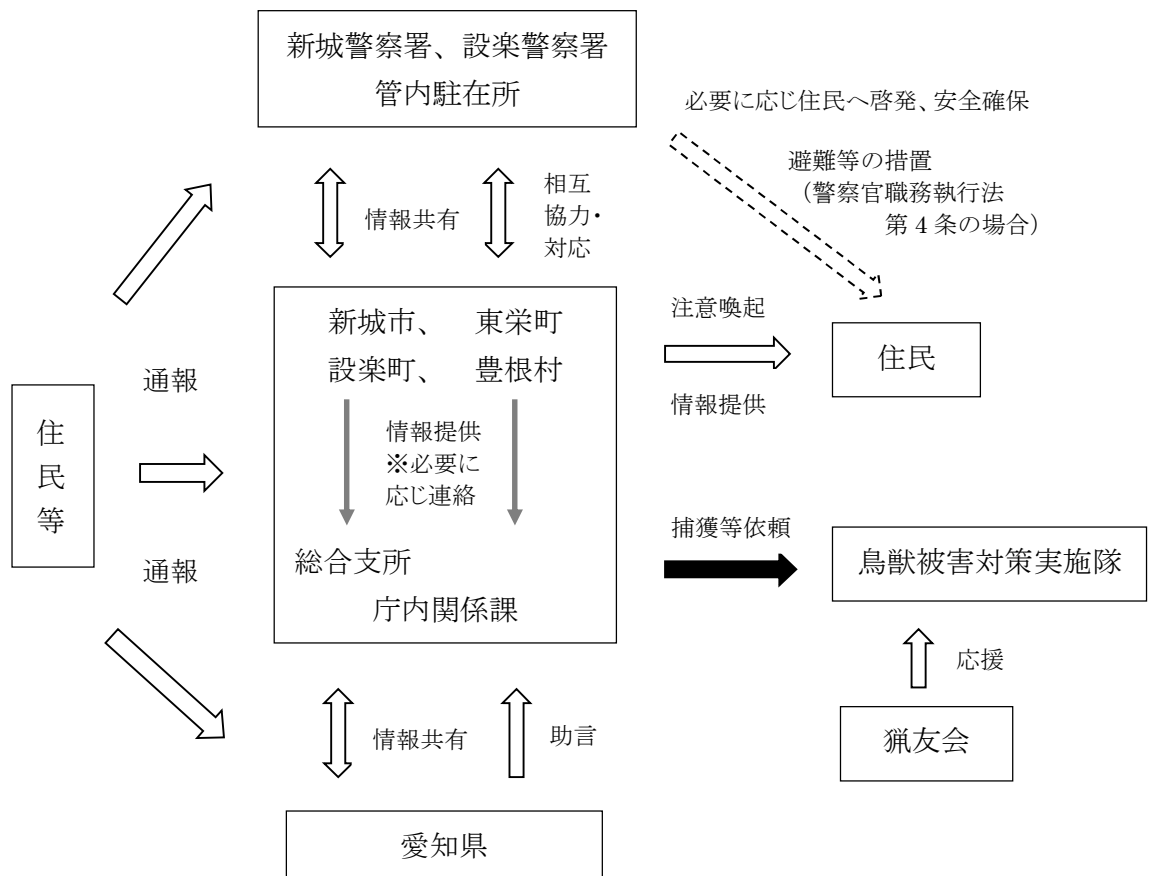 新城警察署、設楽警察署
管内駐在所
必要に応じ住民へ啓発、安全確保
避難等の措置
（警察官職務執行法
第4条の場合）
情報共有
相互
協力・
対応
新城市、　東栄町
設楽町、　豊根村
情報提供
※必要に
応じ連絡
総合支所
庁内関係課
注意喚起
情報提供
住民
通報
住民等
通報
捕獲等依頼
鳥獣被害対策実施隊
応援
猟友会
情報共有
助言
愛知県